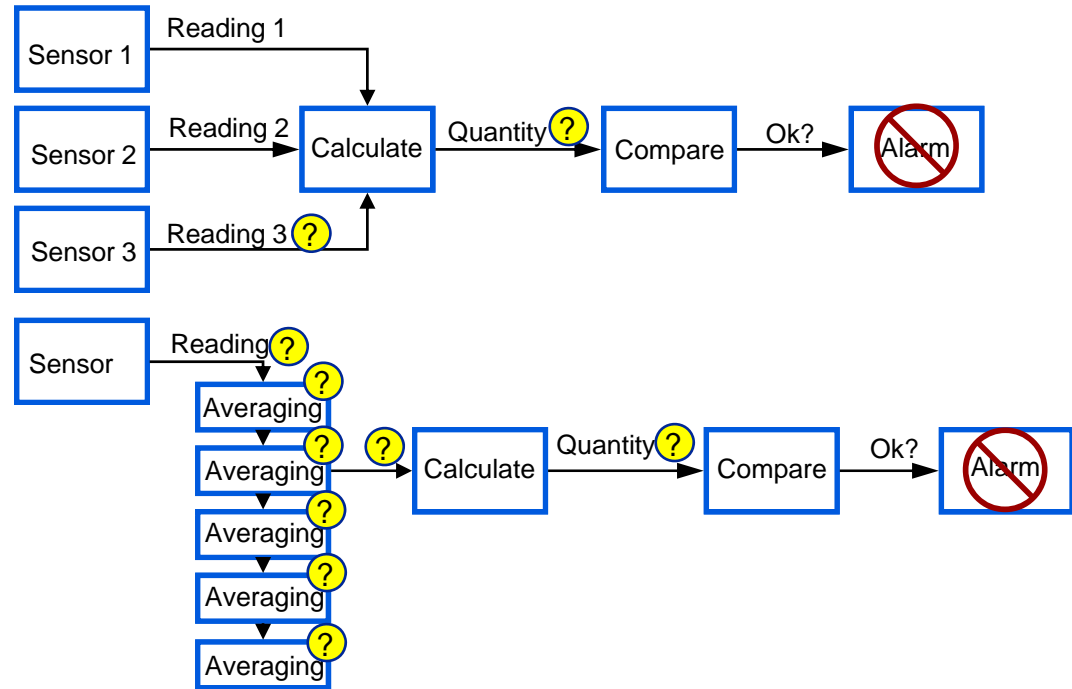 Sensor 1
Reading 1
Sensor 2
Reading 2
Calculate
Quantity ?
Compare
Ok?
Alarm
Sensor 3
Reading 3 ?
Sensor
Reading ?
Averaging ?
Averaging ?
?
Calculate
Quantity ?
Compare
Ok?
Alarm
Averaging ?
Averaging ?
Averaging ?